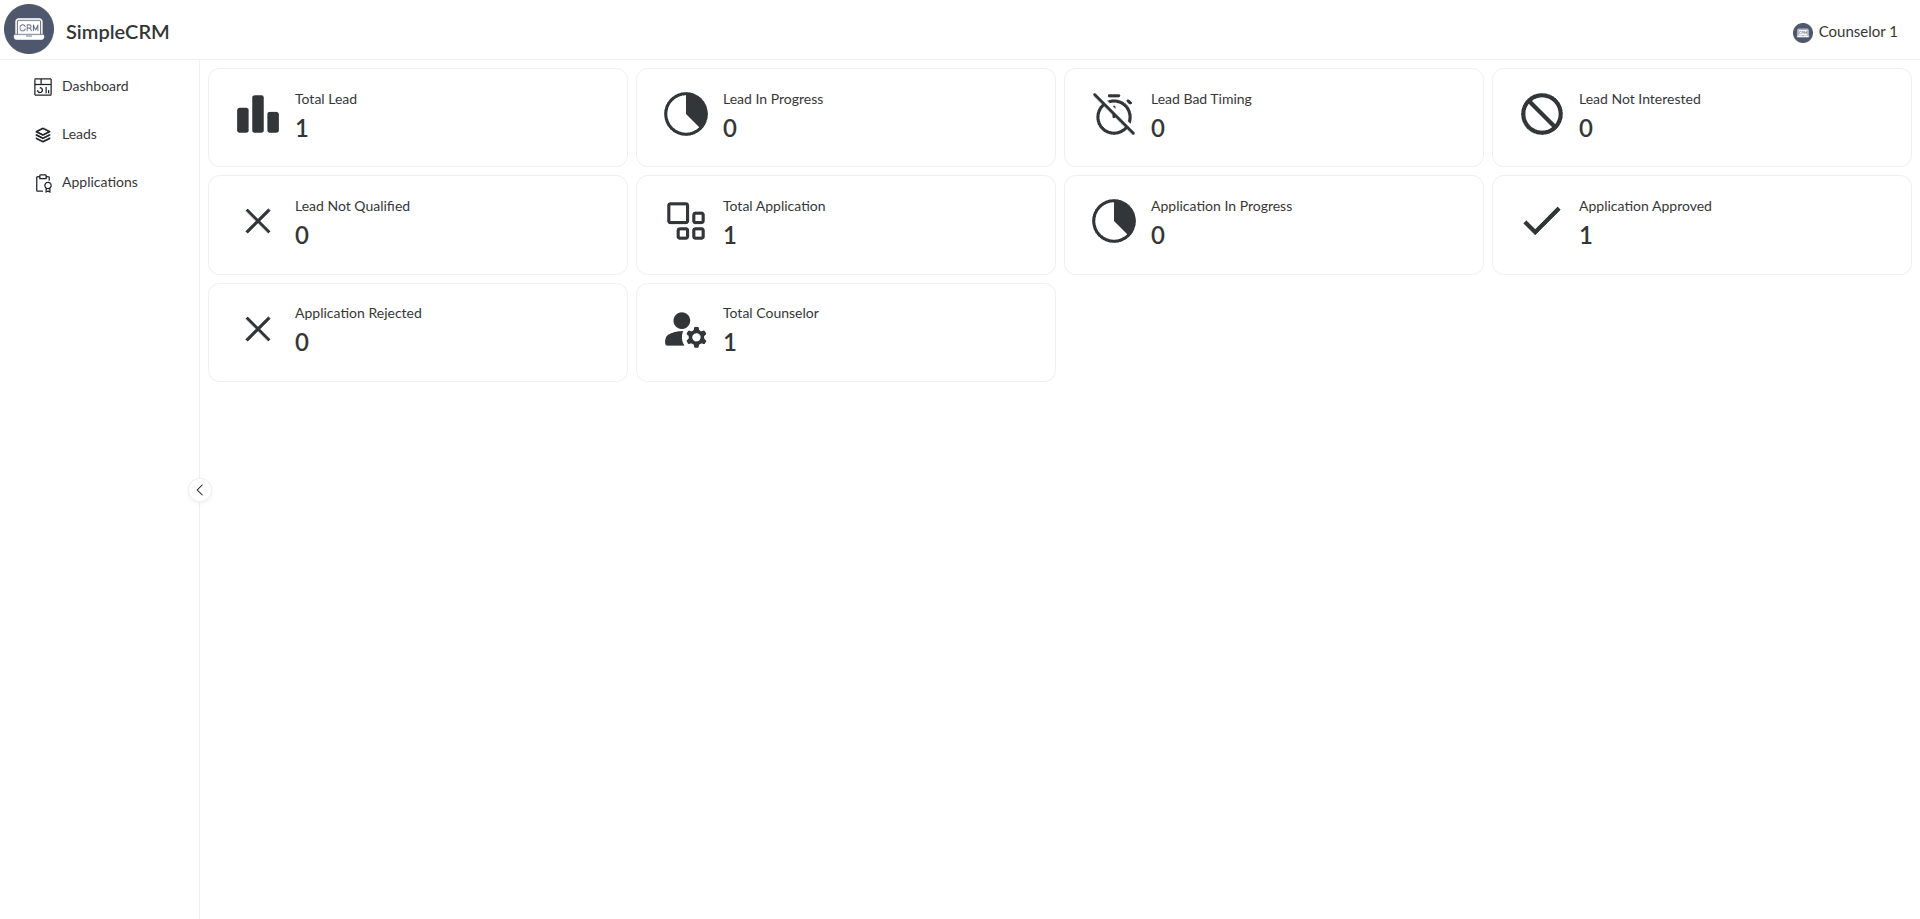 CRM
SimpleCRM
Counselor 1
Dashboard
Leads
Applications
Total Lead
1
Lead In Progress
0
Lead Bad Timing
0
Lead Not Interested
0
Lead Not Qualified
0
Total Application
1
Application In Progress
0
Application Approved
1
Application Rejected
0
Total Counselor
1